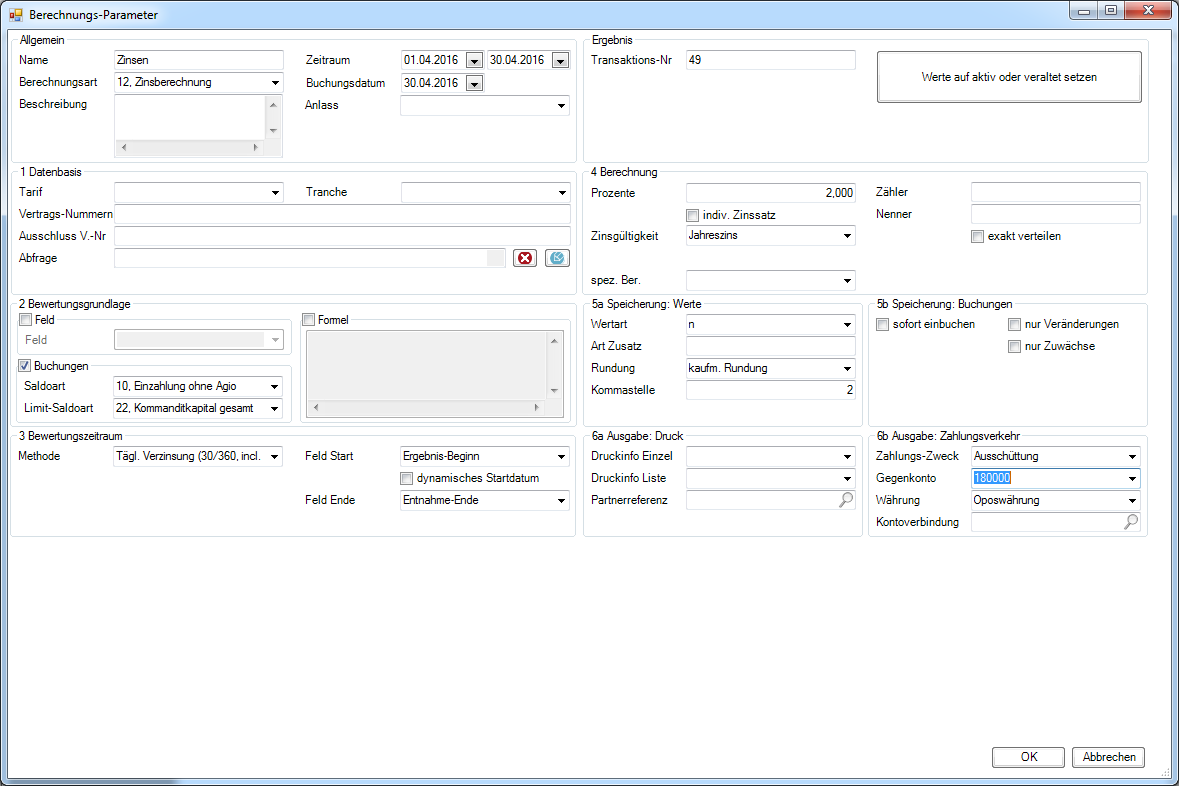 Berechnungs-Parameter
Allgemein
Name Zinsen
Berechnungsart 12, Zinsberechnung
Beschreibung
Zeitraum 01.04.2016 30.04.2016
Buchungsdatum 30.04.2016
Anlass
Ergebnis
Transaktions-Nr 49
Werte auf aktiv oder veraltet setzen
1 Datenbasis
Tarif Tranche
Vertrags-Nummern
Ausschluss V.-Nr
Abfrage
4 Berechnung
Prozente 2,000
indiv. Zinssatz
Zinsgültigkeit Jahreszins
spez. Ber.
Zähler
Nenner
exakt verteilen
2 Bewertungsgrundlage
Feld
Feld
Buchungen
Saldoart 10, Einzahlung ohne Agio
Limit-Saldoart 22, Kommanditkapital gesamt
Formel
5a Speicherung: Werte
Wertart n
Art Zusatz
Rundung kaufm. Rundung
Kommastelle 2
5b Speicherung: Buchungen
sofort einbuchen nur Veränderungen
nur Zuwächse
3 Bewertungszeitraum
Methode Tägl. Verzinsung (30/360, incl.
Feld Start Ergebnis-Beginn
dynamisches Startdatum
Feld Ende Entnahme-Ende
6a Ausgabe: Druck
Druckinfo Einzel
Druckinfo Liste
Partnerreferenz
6b Ausgabe: Zahlungsverkehr
Zahlungs-Zweck Ausschüttung
Gegenkonto 180000
Währung Oposwährung
Kontoverbindung
OK Abbrechen